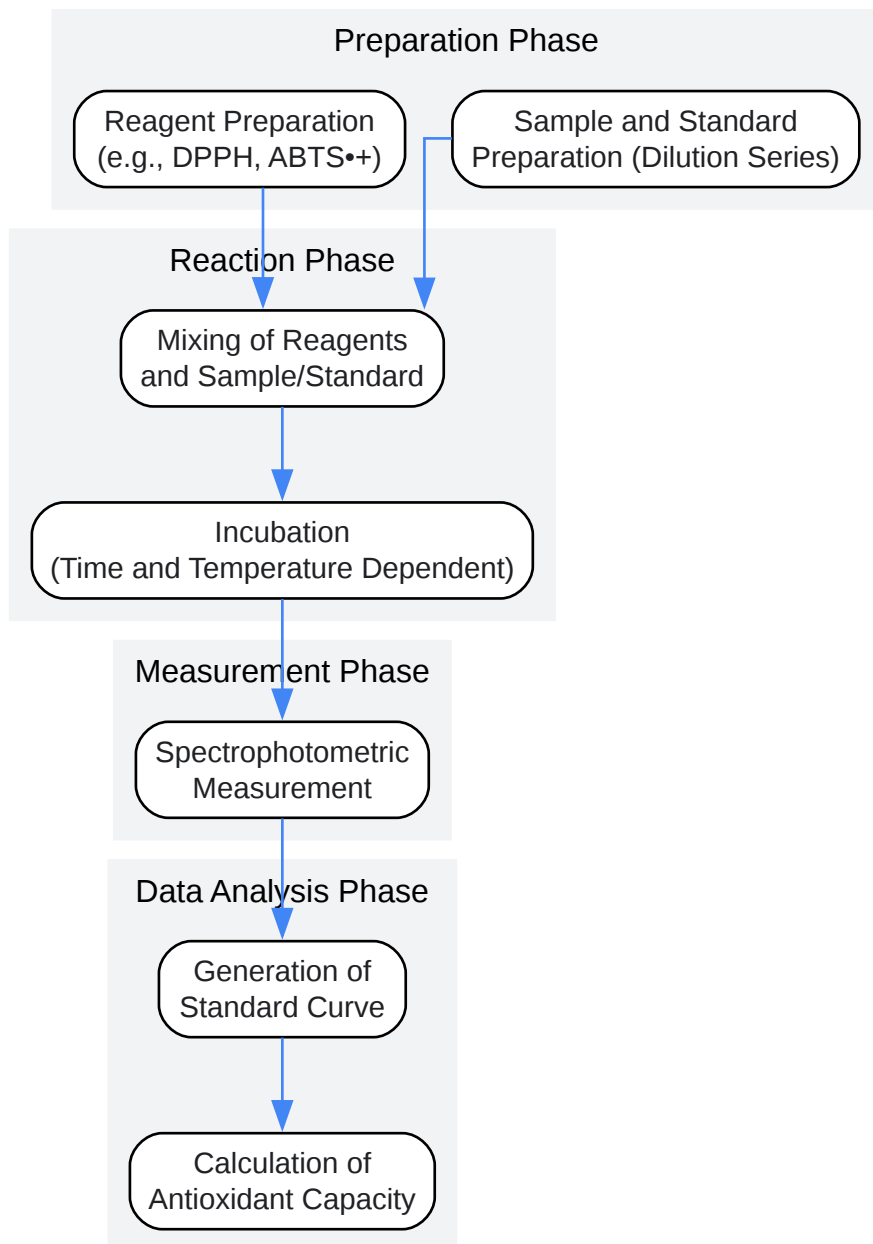 Preparation Phase
Reagent Preparation
(e.g., DPPH, ABTS•+)
Sample and Standard
Preparation (Dilution Series)
Reaction Phase
Mixing of Reagents
and Sample/Standard
Incubation
(Time and Temperature Dependent)
Measurement Phase
Spectrophotometric
Measurement
Data Analysis Phase
Generation of
Standard Curve
Calculation of
Antioxidant Capacity